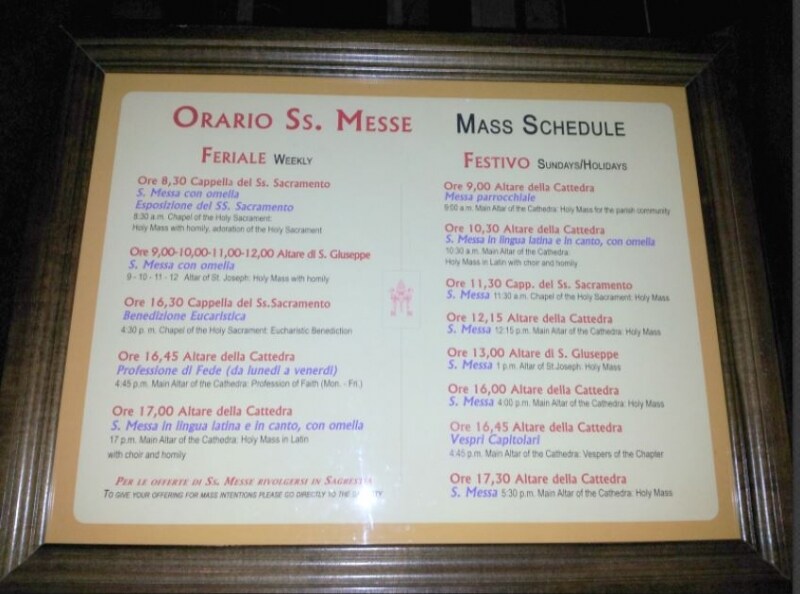 ORARIO SS. MESSE MASS SCHEDULE
FERIALE WEEKLY
Ore 8,30 Cappella del Ss. Sacramento
S. Messa con omelia
Esposizione del SS. Sacramento
8:30 a.m. Chapel of the Holy Sacrament:
Holy Mass with homily, adoration of the Holy Sacrament
Ore 9,00-10,00-11,00-12,00 Altare di S. Giuseppe
S. Messa con omelia
9 - 10 - 11 - 12 Altar of St. Joseph: Holy Mass with homily
Ore 16,30 Cappella del Ss.Sacramento
Benedizione Eucaristica
4:30 p. m. Chapel of the Holy Sacrament: Eucharistic Benediction
Ore 16,45 Altare della Cattedra
Professione di Fede (da lunedì a venerdì)
4:45 p.m. Main Altar of the Cathedra: Profession of Faith (Mon. - Fri.)
Ore 17,00 Altare della Cattedra
S. Messa in lingua latina e in canto, con omelia
17 p.m. Main Altar of the Cathedra: Holy Mass in Latin
with choir and homily
PER LE OFFERTE DI SS. MESSE RIVOLGERSI IN SAGRESTIA
TO GIVE YOUR OFFERING FOR MASS INTENTIONS PLEASE GO DIRECTLY TO THE
FESTIVO SUNDAYS/HOLIDAYS
Ore 9,00 Altare della Cattedra
Messa parrocchiale
9:00 a.m. Main Altar of the Cathedra: Holy Mass for the parish community
Ore 10,30 Altare della Cattedra
S. Messa in lingua latina e in canto, con omelia
10:30 a.m. Main Altar of the Cathedra:
Holy Mass in Latin with choir and homily
Ore 11,30 Capp. del Ss. Sacramento
S. Messa 11:30 a.m. Chapel of the Holy Sacrament: Holy Mass
Ore 12,15 Altare della Cattedra
S. Messa 12:15 p.m. Main Altar of the Cathedra: Holy Mass
Ore 13,00 Altare di S. Giuseppe
S. Messa 1 p.m. Altar of St.Joseph: Holy Mass
Ore 16,00 Altare della Cattedra
S. Messa 4:00 p.m. Main Altar of the Cathedra: Holy Mass
Ore 16,45 Altare della Cattedra
Vespri Capitolari
4:45 p.m. Main Altar of the Cathedra: Vespers of the Chapter
Ore 17,30 Altare della Cattedra
S. Messa 5:30 p.m. Main Altar of the Cathedra: Holy Mass